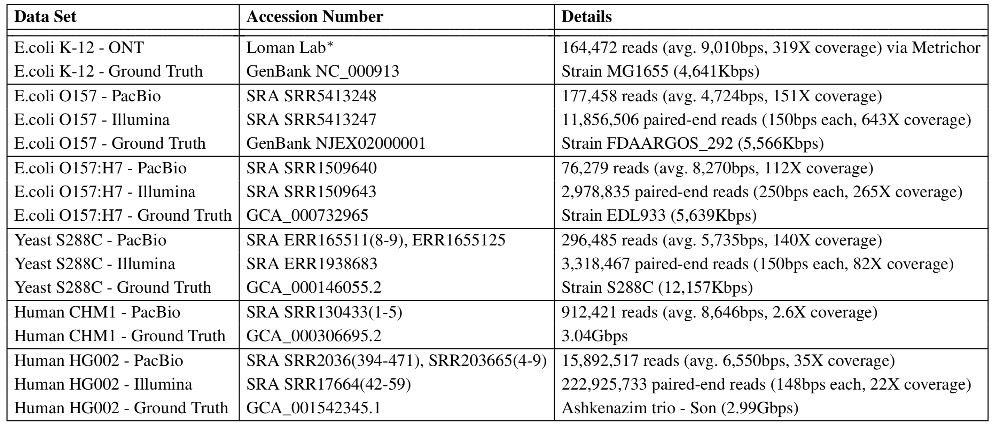 Data Set Accession Number Details
E.coli K-12 - ONT Loman Lab* 164,472 reads (avg. 9,010bps, 319X coverage) via Metrichor
E.coli K-12 - Ground Truth GenBank NC_000913 Strain MG1655 (4,641Kbps)
E.coli O157 - PacBio SRA SRR5413248 177,458 reads (avg. 4,724bps, 151X coverage)
E.coli O157 - Illumina SRA SRR5413247 11,856,506 paired-end reads (150bps each, 643X coverage)
E.coli O157 - Ground Truth GenBank NJEX02000001 Strain FDAARGOS_292 (5,566Kbps)
E.coli O157:H7 - PacBio SRA SRR1509640 76,279 reads (avg. 8,270bps, 112X coverage)
E.coli O157:H7 - Illumina SRA SRR1509643 2,978,835 paired-end reads (250bps each, 265X coverage)
E.coli O157:H7 - Ground Truth GCA_000732965 Strain EDL933 (5,639Kbps)
Yeast S288C - PacBio SRA ERR165511(8-9), ERR1655125 296,485 reads (avg. 5,735bps, 140X coverage)
Yeast S288C - Illumina SRA ERR1938683 3,318,467 paired-end reads (150bps each, 82X coverage)
Yeast S288C - Ground Truth GCA_000146055.2 Strain S288C (12,157Kbps)
Human CHM1 - PacBio SRA SRR130433(1-5) 912,421 reads (avg. 8,646bps, 2.6X coverage)
Human CHM1 - Ground Truth GCA_000306695.2 3.04Gbps
Human HG002 - PacBio SRA SRR2036(394-471), SRR203665(4-9) 15,892,517 reads (avg. 6,550bps, 35X coverage)
Human HG002 - Illumina SRA SRR17664(42-59) 222,925,733 paired-end reads (148bps each, 22X coverage)
Human HG002 - Ground Truth GCA_001542345.1 Ashkenazim trio - Son (2.99Gbps)